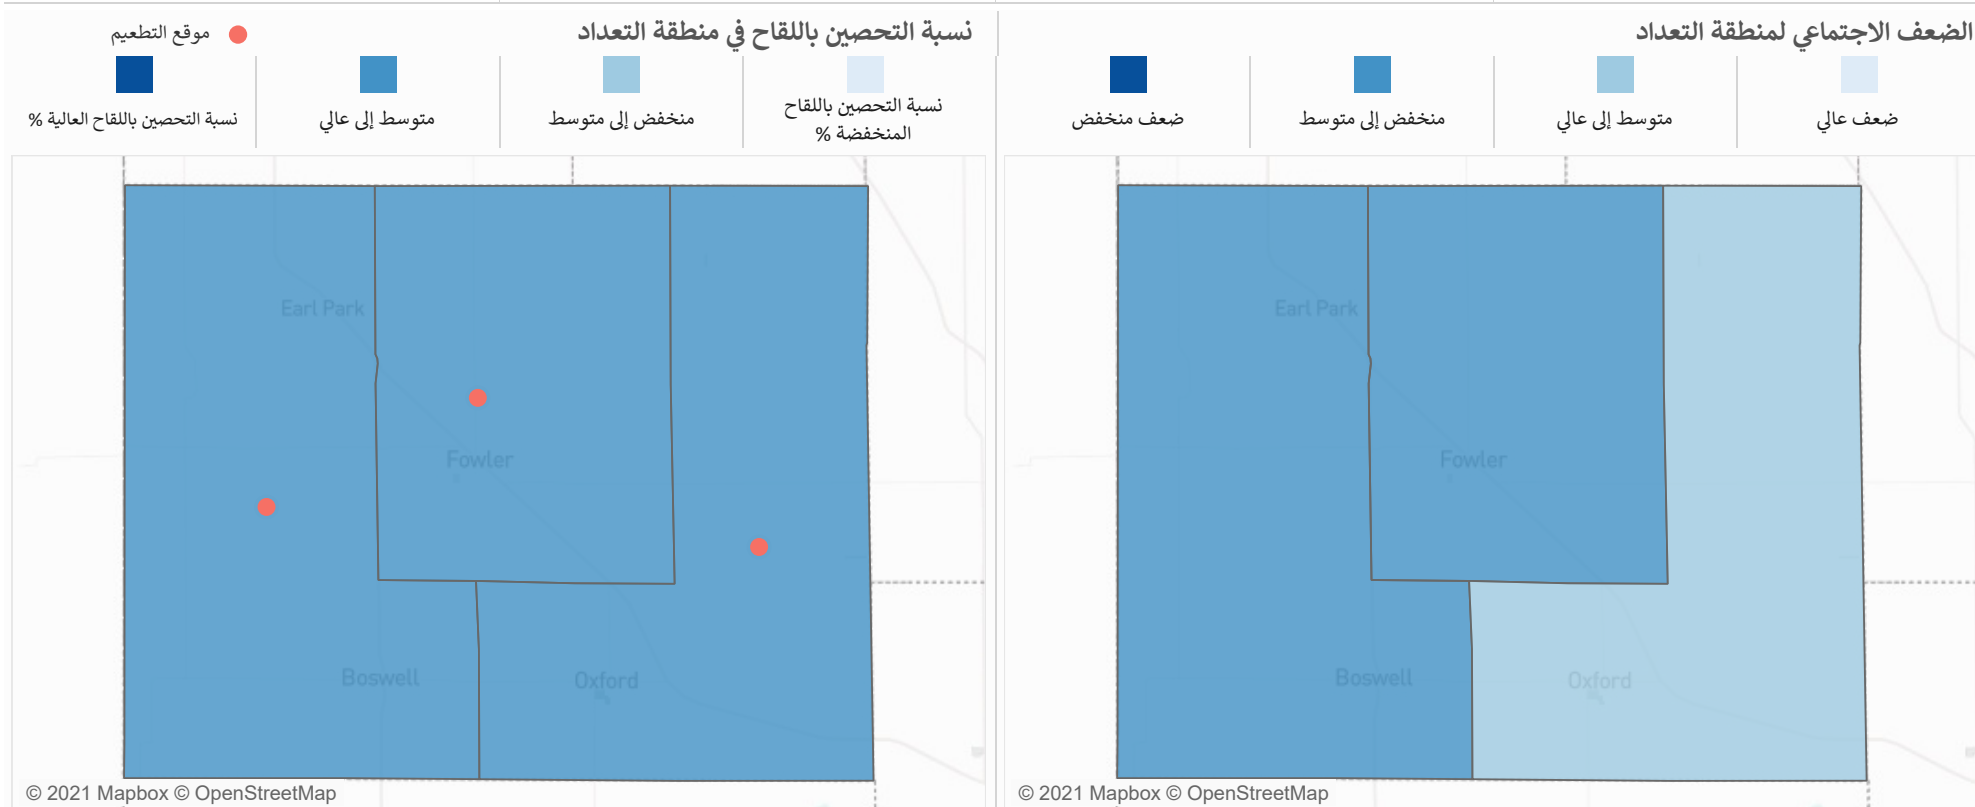 الضعف الاجتماعي لمنطقة التعداد
ضعف عالي
متوسط إلى عالي
منخفض إلى متوسط
ضعف منخفض
Earl Park
Fowler
Boswell
Oxford
© 2021 Mapbox © OpenStreetMap
نسبة التحصين باللقاح في منطقة التعداد
موقع التطعيم
نسبة التحصين باللقاح
المنخفضة %
منخفض إلى متوسط
متوسط إلى عالي
نسبة التحصين باللقاح العالية %
Earl Park
Fowler
Boswell
Oxford
© 2021 Mapbox © OpenStreetMap